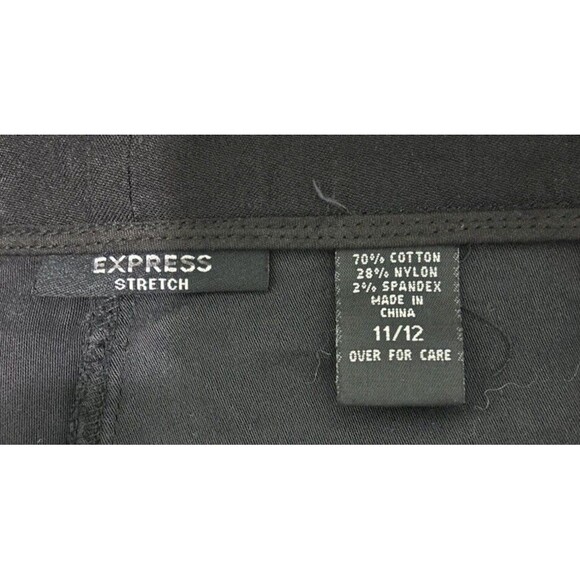 EXPRESS
STRETCH
70% COTTON
28% NYLON
2% SPANDEX
MADE IN
CHINA
11/12
OVER FOR CARE